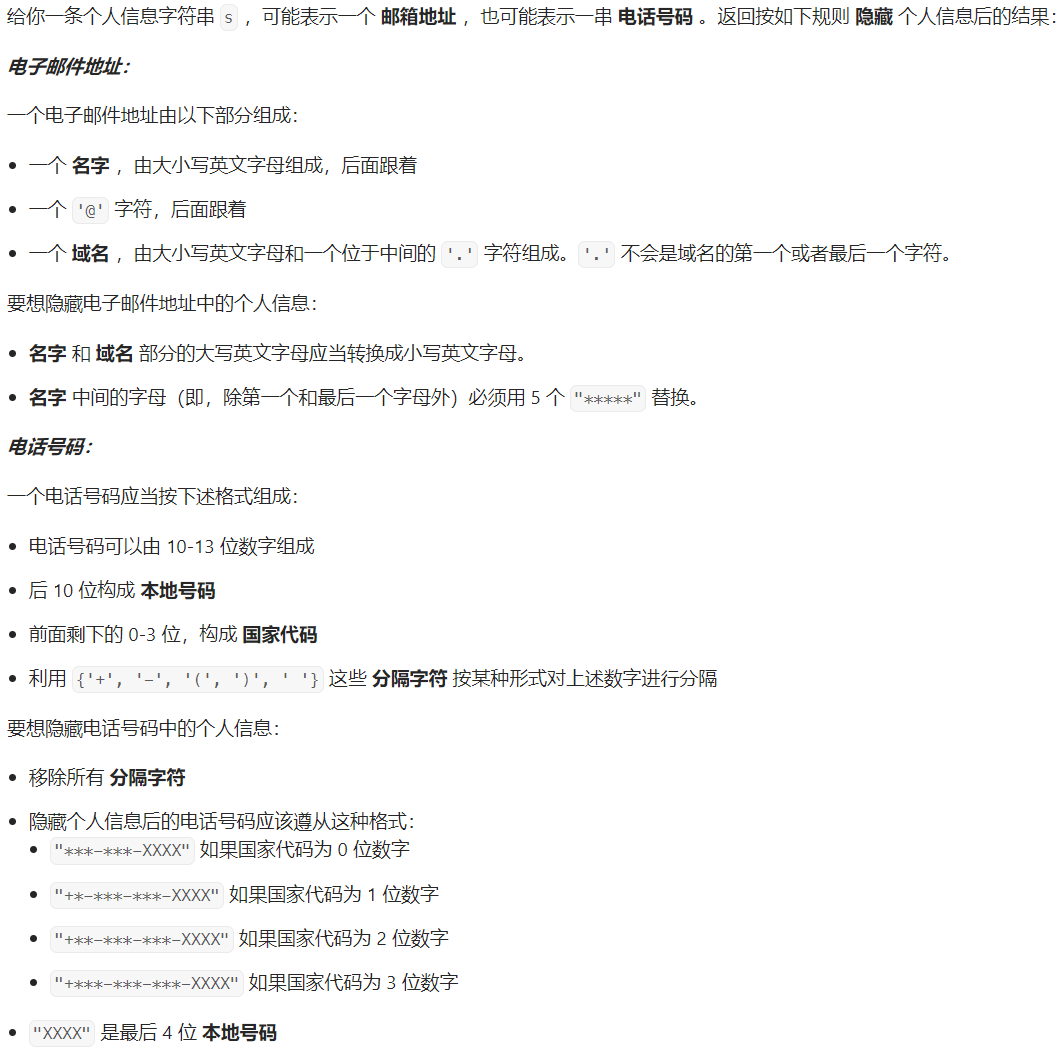 给你一条个人信息字符串 s ，可能表示一个 邮箱地址 ，也可能表示一串 电话号码 。返回按如下规则 隐藏 个人信息后的结果：
电子邮件地址：
一个电子邮件地址由以下部分组成：
• 一个 名字 ，由大小写英文字母组成，后面跟着
• 一个 '@' 字符，后面跟着
• 一个 域名 ，由大小写英文字母和一个位于中间的 '.' 字符组成。'.' 不会是域名的第一个或者最后一个字符。
要想隐藏电子邮件地址中的个人信息：
• 名字 和 域名 部分的大写英文字母应当转换成小写英文字母。
• 名字 中间的字母（即，除第一个和最后一个字母外）必须用 5 个 "*****" 替换。
电话号码：
一个电话号码应当按下述格式组成：
• 电话号码可以由 10-13 位数字组成
• 后 10 位构成 本地号码
• 前面剩下的 0-3 位，构成 国家代码
• 利用 {'+', '-', '(', ')', ' '} 这些 分隔字符 按某种形式对上述数字进行分隔
要想隐藏电话号码中的个人信息：
• 移除所有 分隔字符
• 隐藏个人信息后的电话号码应该遵从这种格式：
• "***-***-XXXX" 如果国家代码为 0 位数字
• "+*-***-***-XXXX" 如果国家代码为 1 位数字
• "+**-***-***-XXXX" 如果国家代码为 2 位数字
• "+***-***-***-XXXX" 如果国家代码为 3 位数字
• "XXXX" 是最后 4 位 本地号码